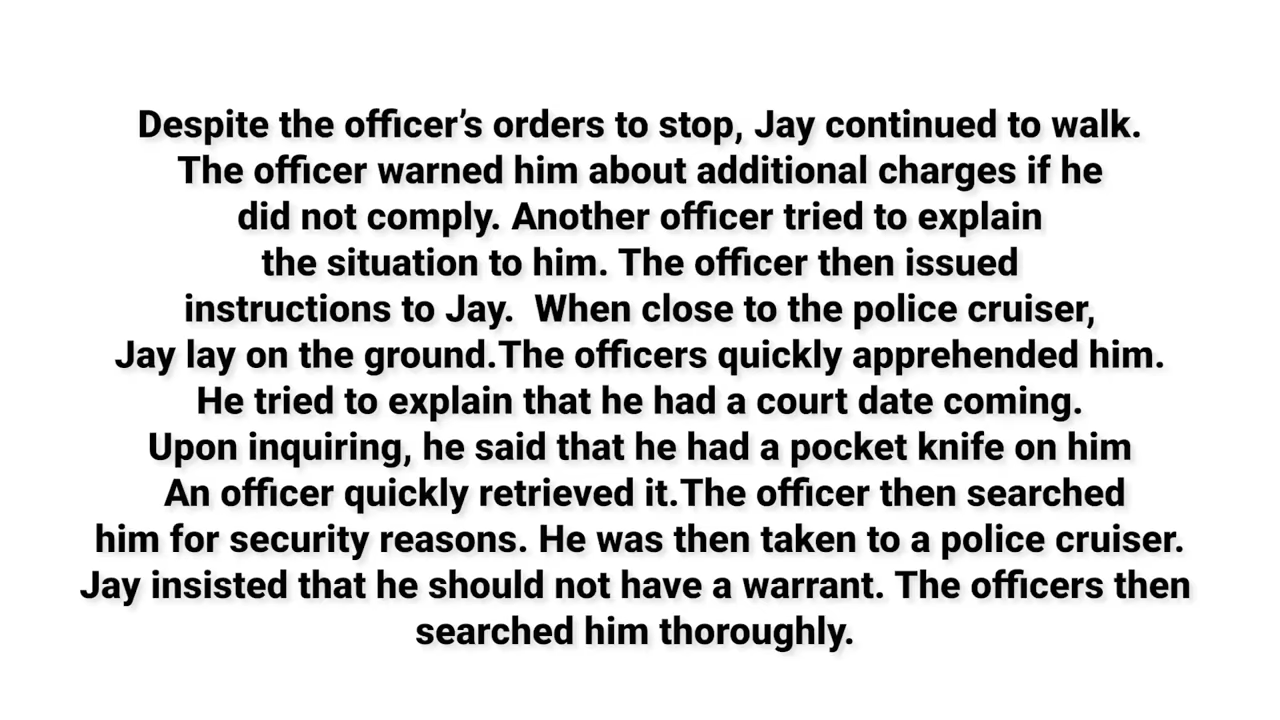 Despite the officer’s orders to stop, Jay continued to walk.
The officer warned him about additional charges if he
did not comply. Another officer tried to explain
the situation to him. The officer then issued
instructions to Jay.  When close to the police cruiser,
Jay lay on the ground.The officers quickly apprehended him.
He tried to explain that he had a court date coming.
Upon inquiring, he said that he had a pocket knife on him
An officer quickly retrieved it.The officer then searched
him for security reasons. He was then taken to a police cruiser.
Jay insisted that he should not have a warrant. The officers then
searched him thoroughly.